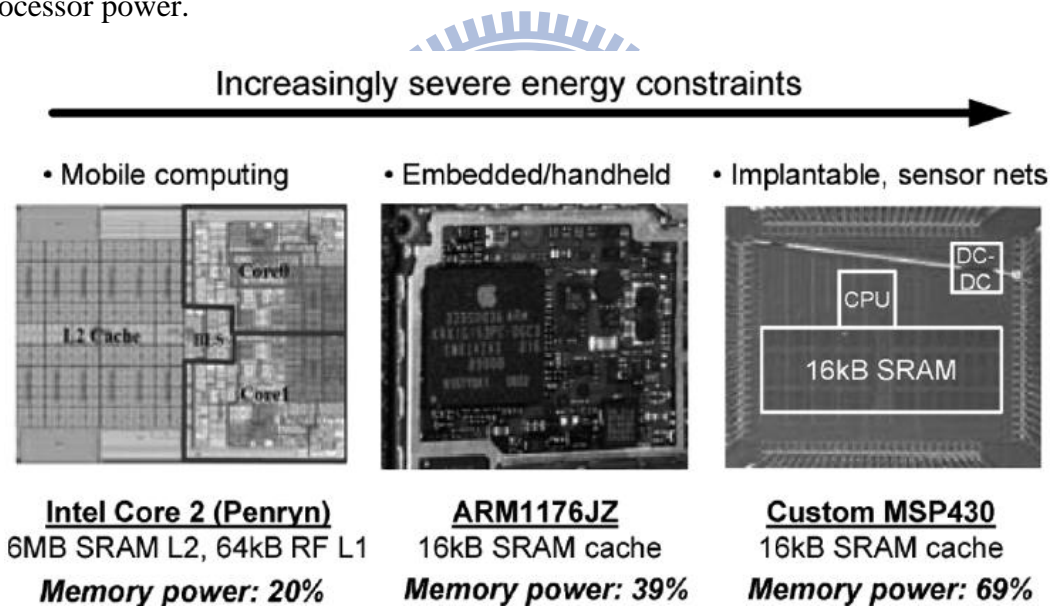 ocessor power.
Increasingly severe energy constraints
• Mobile computing
• Embedded/handheld
• Implantable, sensor nets
Core0
L2 Cache
Core1
DC-
DC
CPU
16kB SRAM
Intel Core 2 (Penryn)
6MB SRAM L2, 64kB RF L1
Memory power: 20%
ARM1176JZ
16kB SRAM cache
Memory power: 39%
Custom MSP430
16kB SRAM cache
Memory power: 69%